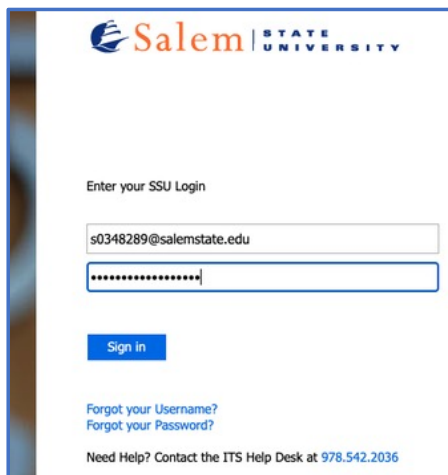 Salem STATE
UNIVERSITY
Enter your SSU Login
s0348289@salemstate.edu
••••••••••••••••••
Sign in
Forgot your Username?
Forgot your Password?
Need Help? Contact the ITS Help Desk at 978.542.2036